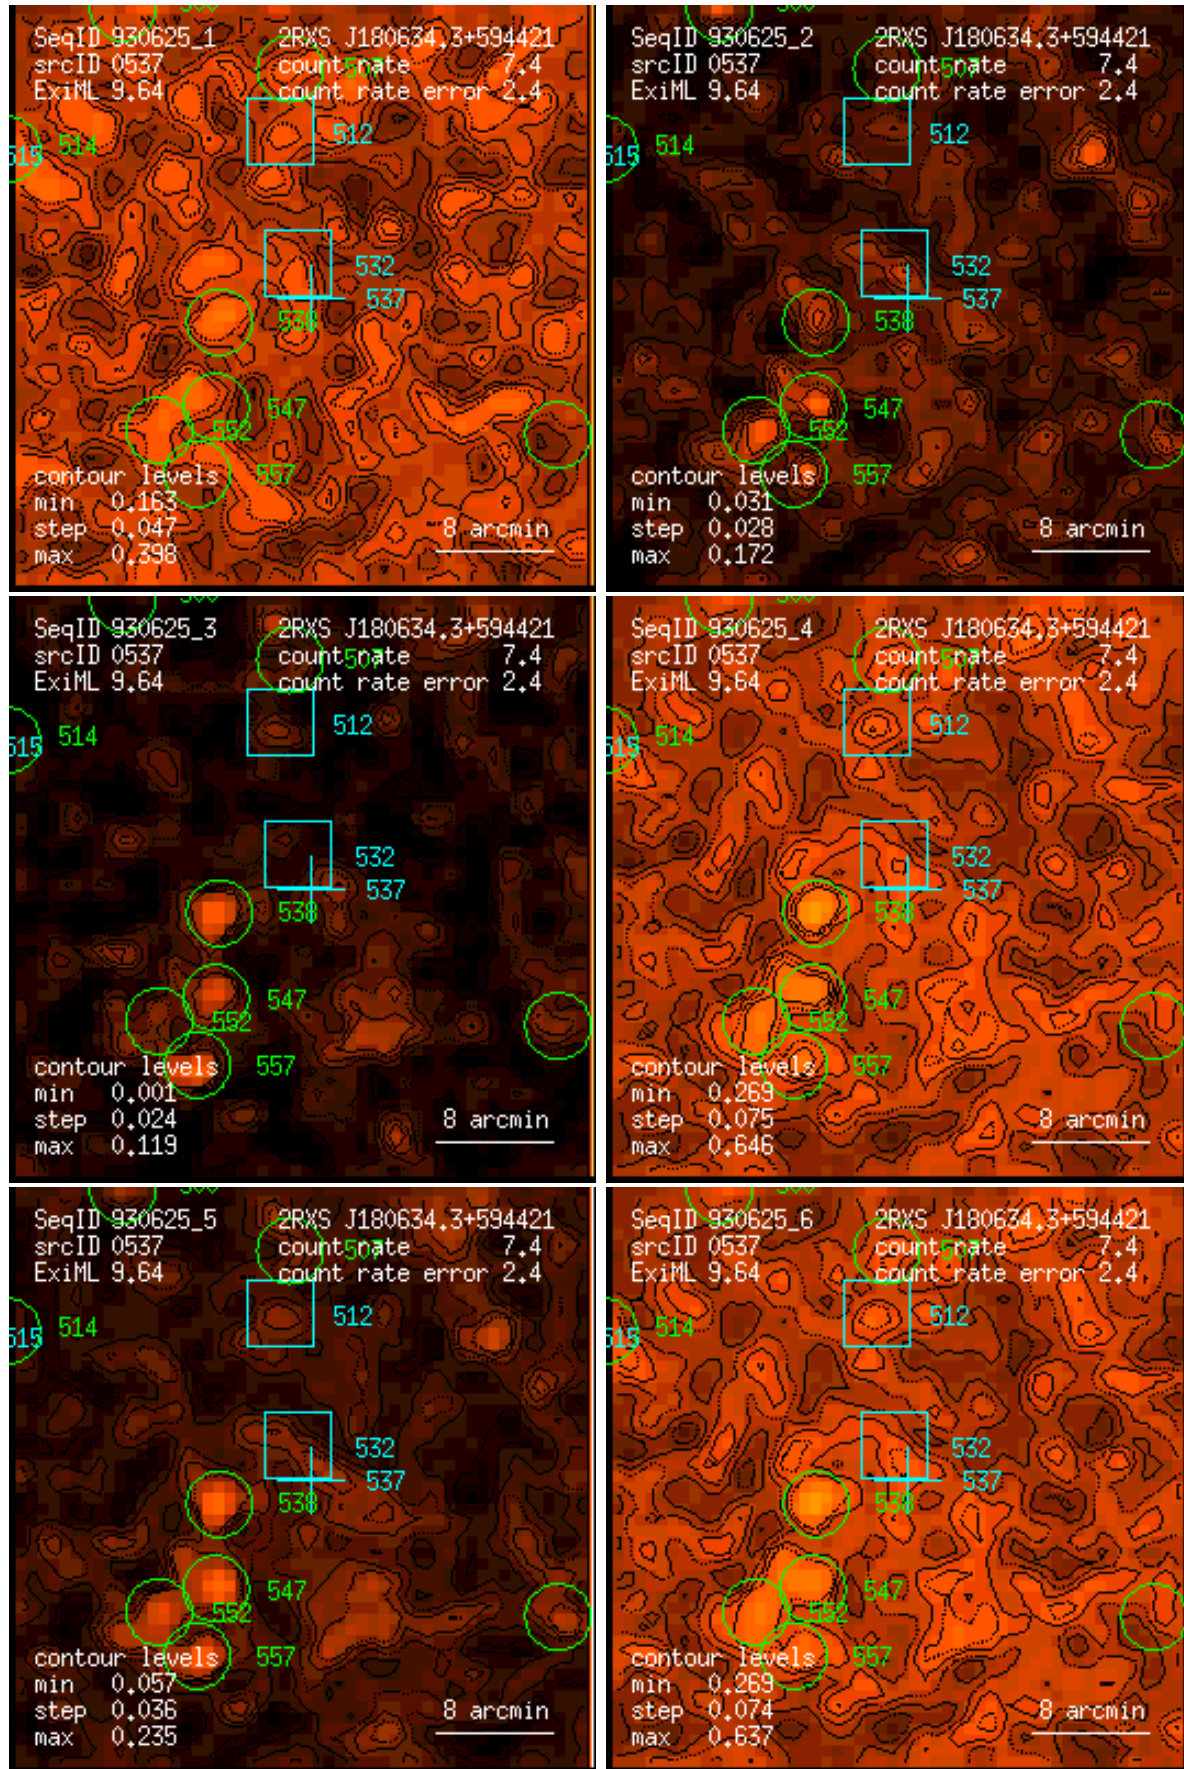 SeqID 930625_1 2RXS J180634.3+594421
srcID 0537 count rate 7.4
ExiML 9.64 count rate error 2.4
512
515 514
532
537
538
547
552
557
contour levels
min 0.163
step 0.047
max 0.398
8 arcmin
SeqID 930625_2 2RXS J180634.3+594421
srcID 0537 count rate 507 7.4
ExiML 9.64 count rate error 2.4
512
515 514
532
537
538
547
552
557
contour levels
min 0.031
step 0.028
max 0.172
8 arcmin
SeqID 930625_3 2RXS J180634.3+594421
srcID 0537 count rate 507 7.4
ExiML 9.64 count rate error 2.4
512
515 514
532
537
538
547
552
557
contour levels
min 0.001
step 0.024
max 0.119
8 arcmin
SeqID 930625_4 2RXS J180634.3+594421
srcID 0537 count rate 507 7.4
ExiML 9.64 count rate error 2.4
512
515 514
532
537
538
547
552
557
contour levels
min 0.269
step 0.075
max 0.646
8 arcmin
SeqID 930625_5 2RXS J180634.3+594421
srcID 0537 count rate 507 7.4
ExiML 9.64 count rate error 2.4
512
515 514
532
537
538
547
552
557
contour levels
min 0.057
step 0.036
max 0.235
8 arcmin
SeqID 930625_6 2RXS J180634.3+594421
srcID 0537 count rate 507 7.4
ExiML 9.64 count rate error 2.4
512
515 514
532
537
538
547
552
557
contour levels
min 0.269
step 0.074
max 0.637
8 arcmin